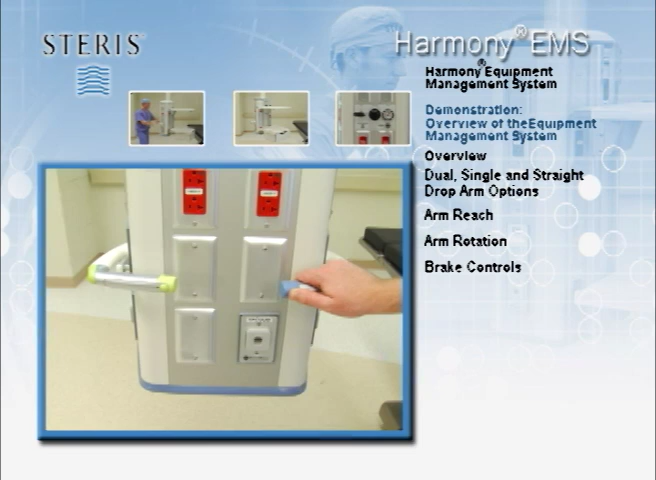 STERIS®
Harmony® EMS
Harmony® Equipment
Management System
Demonstration:
Overview of theEquipment
Management System
Overview
Dual, Single and Straight
Drop Arm Options
Arm Reach
Arm Rotation
Brake Controls
VACUUM